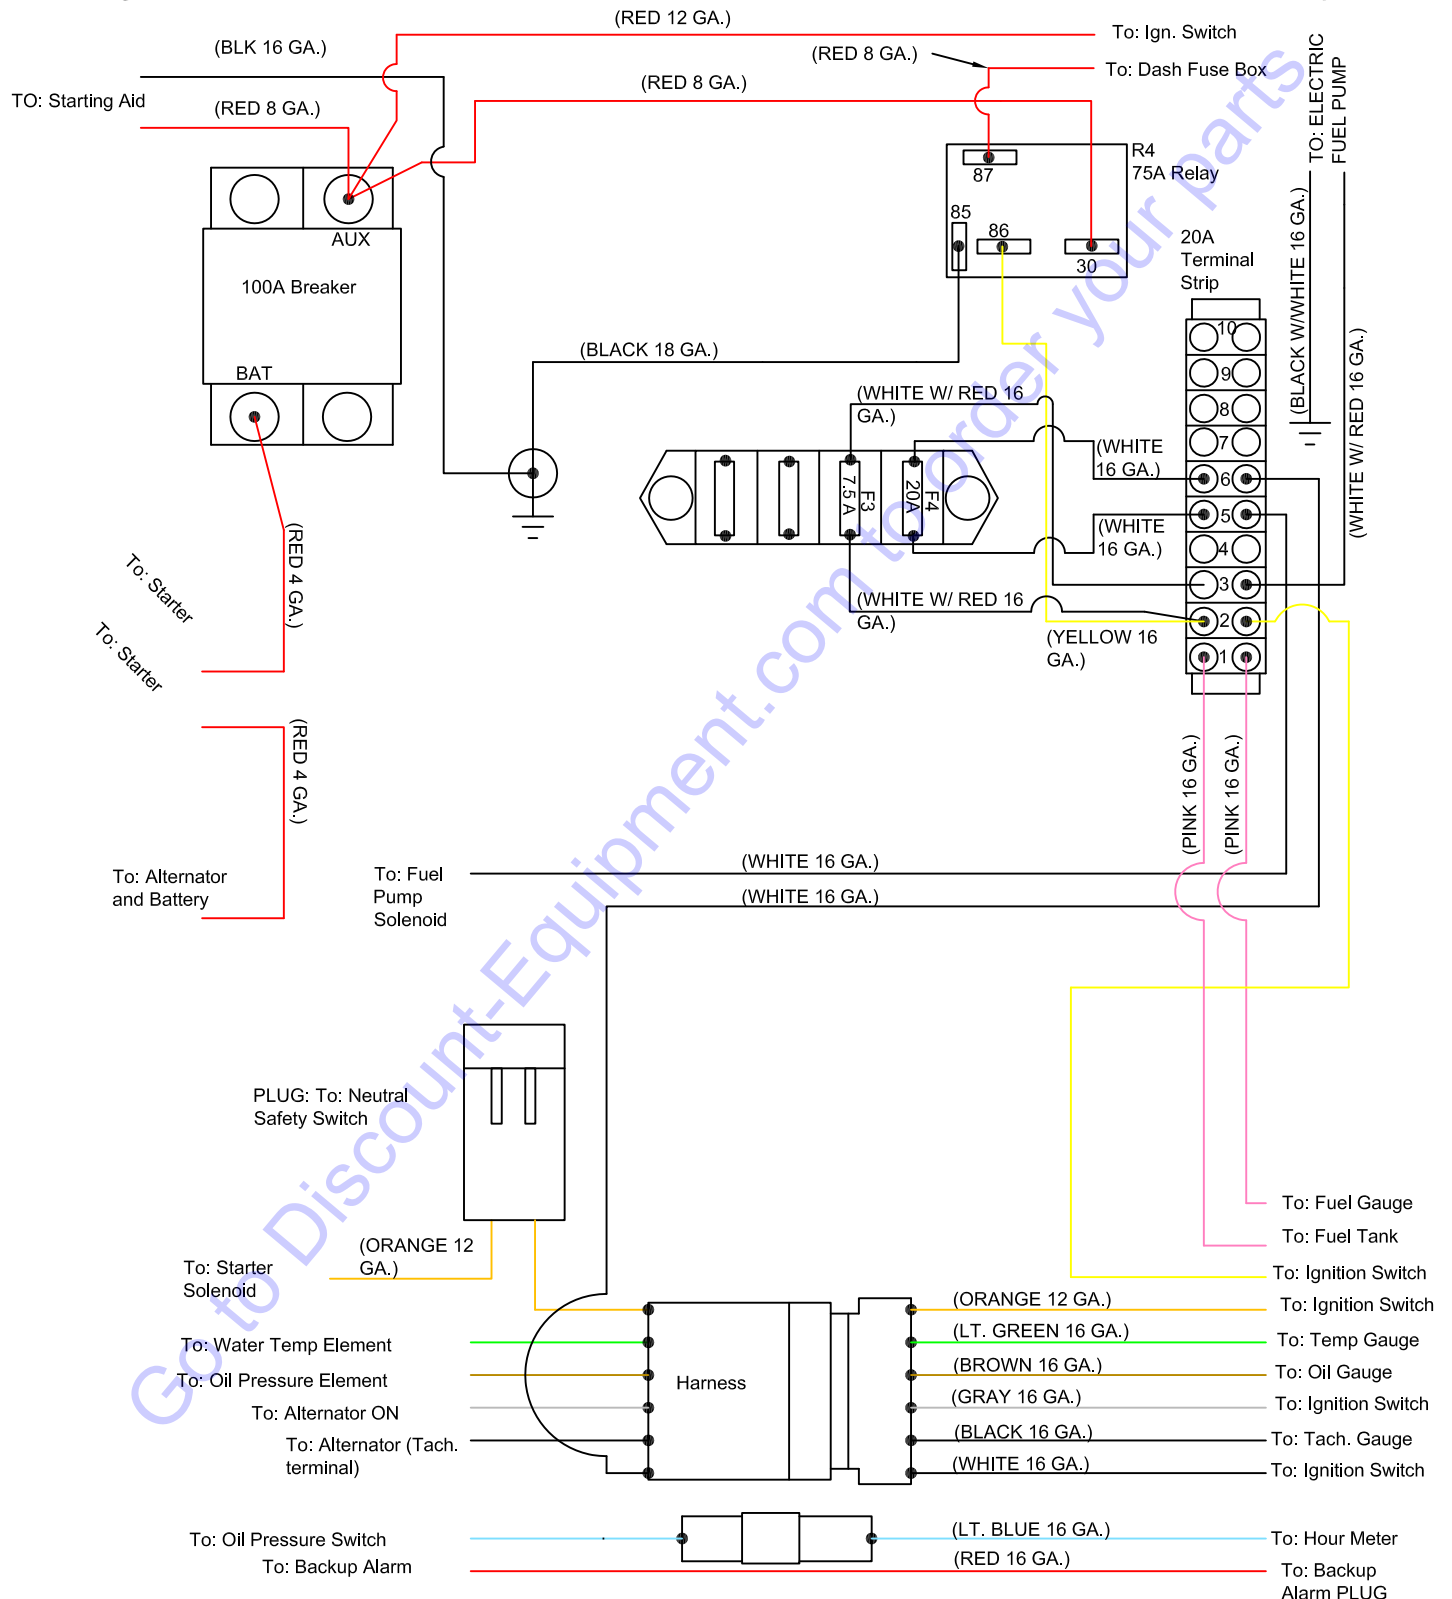 (RED 12 GA.)
To: Ign. Switch
(BLK 16 GA.)
(RED 8 GA.)
To: Dash Fuse Box
TO: ELECTRIC
FUEL PUMP
TO: Starting Aid
(RED 8 GA.)
(RED 8 GA.)
R4
75A Relay
87
85
86
30
AUX
100A Breaker
BAT
20A
Terminal
Strip
(BLACK W/WHITE 16 GA.)
(WHITE W/ RED 16 GA.)
(BLACK 18 GA.)
10
9
8
7
6
5
4
3
2
1
(WHITE W/ RED 16
GA.)
(WHITE
16 GA.)
F3
7.5 A
F4
20A
(WHITE
16 GA.)
(WHITE W/ RED 16
GA.)
(YELLOW 16
GA.)
To: Starter
To: Starter
(RED 4 GA.)
(RED 4 GA.)
(PINK 16 GA.)
(PINK 16 GA.)
To: Alternator
and Battery
To: Fuel
Pump
Solenoid
(WHITE 16 GA.)
(WHITE 16 GA.)
PLUG: To: Neutral
Safety Switch
To: Fuel Gauge
To: Fuel Tank
(ORANGE 12
GA.)
To: Starter
Solenoid
To: Ignition Switch
(ORANGE 12 GA.)
To: Ignition Switch
To: Water Temp Element
(LT. GREEN 16 GA.)
To: Temp Gauge
To: Oil Pressure Element
Harness
(BROWN 16 GA.)
To: Oil Gauge
To: Alternator ON
(GRAY 16 GA.)
To: Ignition Switch
To: Alternator (Tach.
terminal)
(BLACK 16 GA.)
To: Tach. Gauge
(WHITE 16 GA.)
To: Ignition Switch
To: Oil Pressure Switch
(LT. BLUE 16 GA.)
To: Hour Meter
To: Backup Alarm
(RED 16 GA.)
To: Backup
Alarm PLUG
Go to Discount-Equipment.com to order your parts